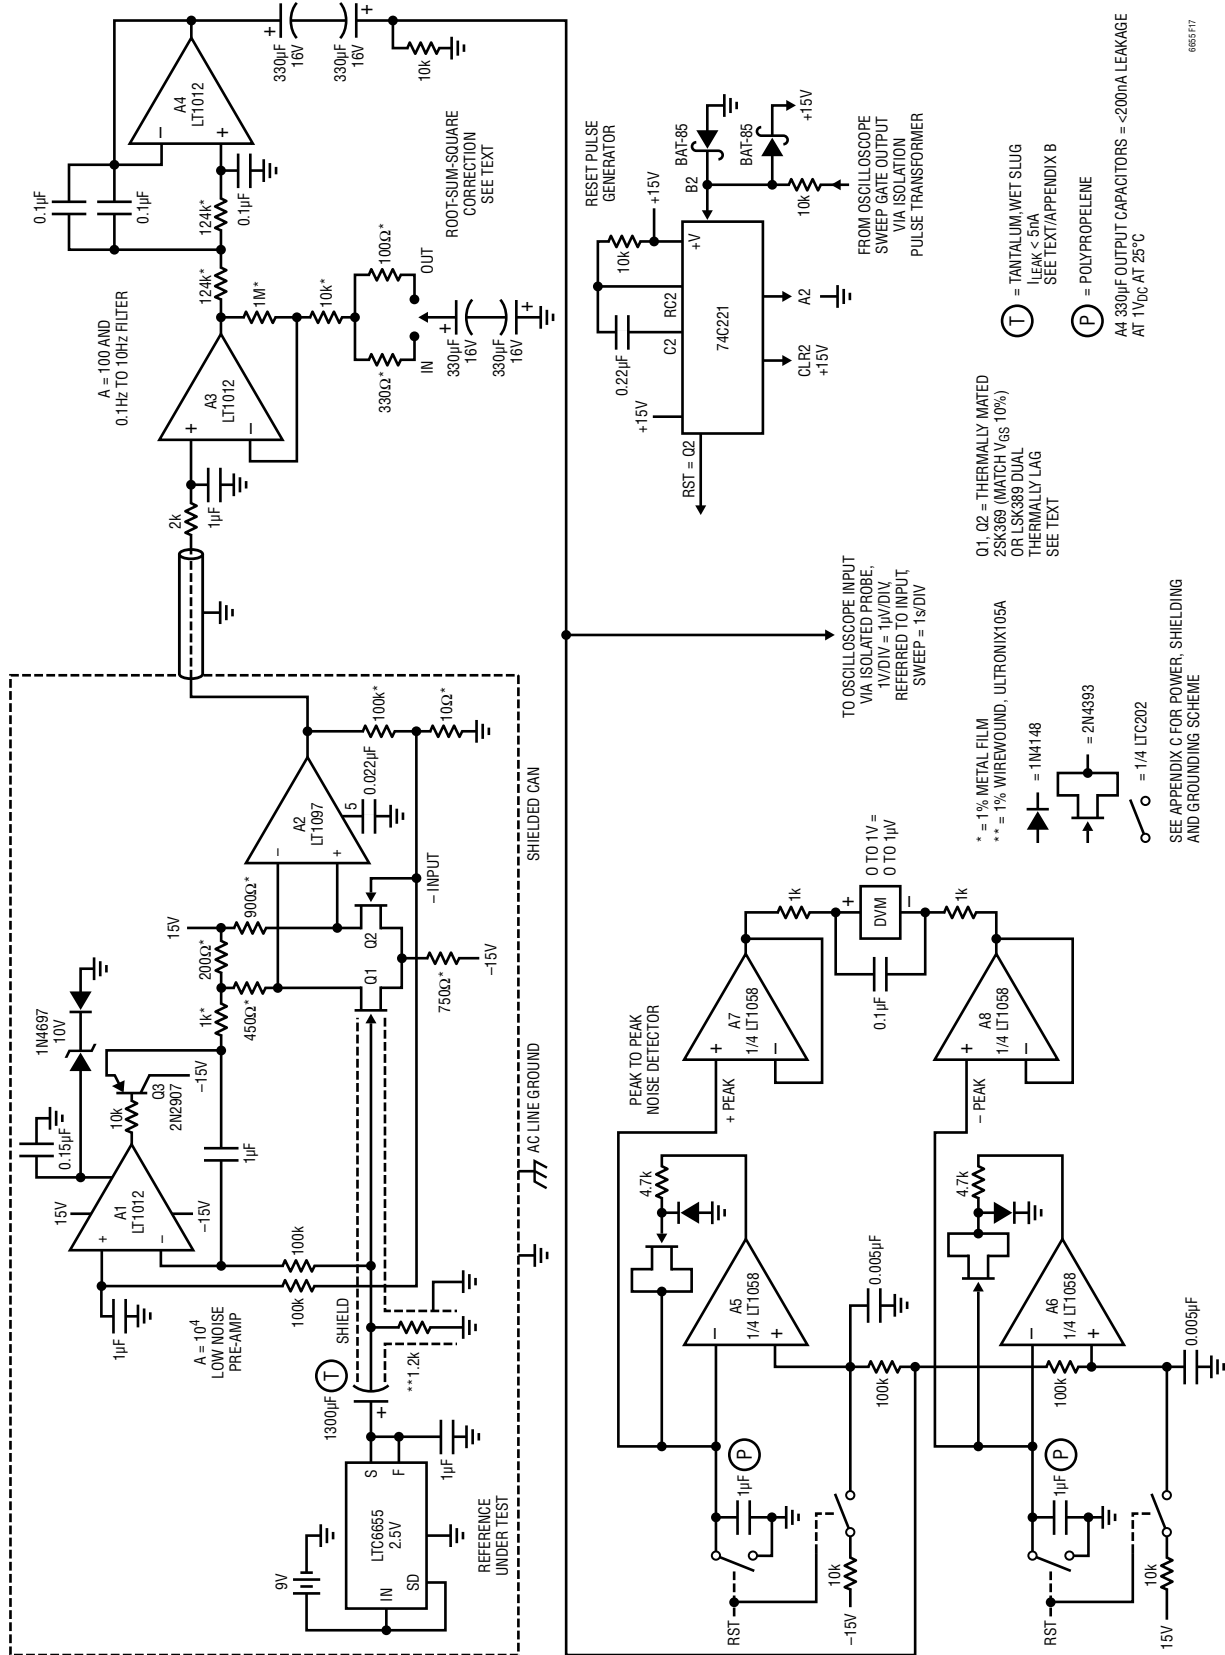 9V
IN
SD
LTC6655
2.5V
S
F
REFERENCE
UNDER TEST
1µF
1300µF
T
+
**1.2k
SHIELD
A = 10⁴
LOW NOISE
PRE-AMP
1µF
100k
100k
15V
A1
LT1012
+
–
–15V
0.15µF
1N4697
10V
10k
Q3
2N2907
–15V
1µF
1k*
200Ω*
15V
450Ω*
900Ω*
Q1
Q2
750Ω*
–15V
– INPUT
A2
LT1097
–
+
5
0.022µF
100k*
10Ω*
SHIELDED CAN
AC LINE GROUND
2k
1µF
A = 100 AND
0.1Hz TO 10Hz FILTER
A3
LT1012
+
–
124k*
1M*
10k*
330Ω*
IN
100Ω*
OUT
+
330µF
16V
330µF
16V
+
ROOT-SUM-SQUARE
CORRECTION
SEE TEXT
124k*
0.1µF
0.1µF
0.1µF
A4
LT1012
–
+
+
330µF
16V
330µF
16V
+
10k
TO OSCILLOSCOPE INPUT
VIA ISOLATED PROBE,
1V/DIV = 1µV/DIV,
REFERRED TO INPUT,
SWEEP = 1s/DIV
RESET PULSE
GENERATOR
+15V
0.22µF
10k
+15V
C2
RC2
+V
74C221
RST = Q2
CLR2
+15V
A2
B2
BAT-85
BAT-85
+15V
10k
FROM OSCILLOSCOPE
SWEEP GATE OUTPUT
VIA ISOLATION
PULSE TRANSFORMER
PEAK TO PEAK
NOISE DETECTOR
RST
1µF
P
–15V
10k
4.7k
A5
1/4 LT1058
–
+
0.005µF
100k
+ PEAK
A7
1/4 LT1058
+
–
1k
0.1µF
+
DVM
–
0 TO 1V =
0 TO 1µV
1k
RST
1µF
P
15V
10k
4.7k
A6
1/4 LT1058
–
+
100k
0.005µF
– PEAK
A8
1/4 LT1058
+
–
* = 1% METAL FILM
** = 1% WIREWOUND, ULTRONIX105A
= 1N4148
= 2N4393
= 1/4 LTC202
SEE APPENDIX C FOR POWER, SHIELDING
AND GROUNDING SCHEME
Q1, Q2 = THERMALLY MATED
2SK369 (MATCH VGS 10%)
OR LSK389 DUAL
THERMALLY LAG
SEE TEXT
T = TANTALUM,WET SLUG
ILEAK < 5nA
SEE TEXT/APPENDIX B
P = POLYPROPELENE
A4 330µF OUTPUT CAPACITORS = <200nA LEAKAGE
AT 1VDC AT 25°C
6655 F17